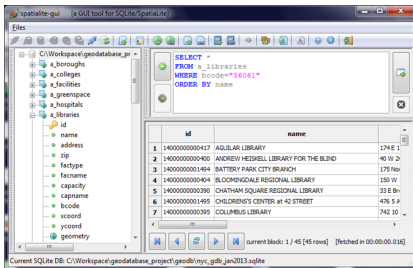 spatialite-gui [a GUI tool for SQLite/SpatiaLite]
Files
C:\Workspace\geodatabase_pr
a_boroughs
a_colleges
a_facilities
a_greenspace
a_hospitals
a_libraries
id
name
address
zip
factype
facname
capacity
capname
bcode
xcoord
ycoord
geometry
SELECT *
FROM a_libraries
WHERE bcode="36061"
ORDER BY name
id name
1 14000000000417 AGUILAR LIBRARY 174 E 1
2 14000000000400 ANDREW HEISKELL LIBRARY FOR THE BLIND 40 W 2
3 14000000001494 BATTERY PARK CITY BRANCH 175 Nor
4 14000000000404 BLOOMINGDALE REGIONAL LIBRARY 150 W
5 14000000000390 CHATHAM SQUARE REGIONAL LIBRARY 33 E Br
6 14000000001495 CHILDRENS'S CENTER at 42 STREET 476 5 A
7 14000000000395 COLUMBUS LIBRARY 742 10
current block: 1 / 45 [45 rows] [fetched in 00:00:00.016]
Current SQLite DB: C:\Workspace\geodatabase_project\geodb\nyc_gdb_jan2013.sqlite